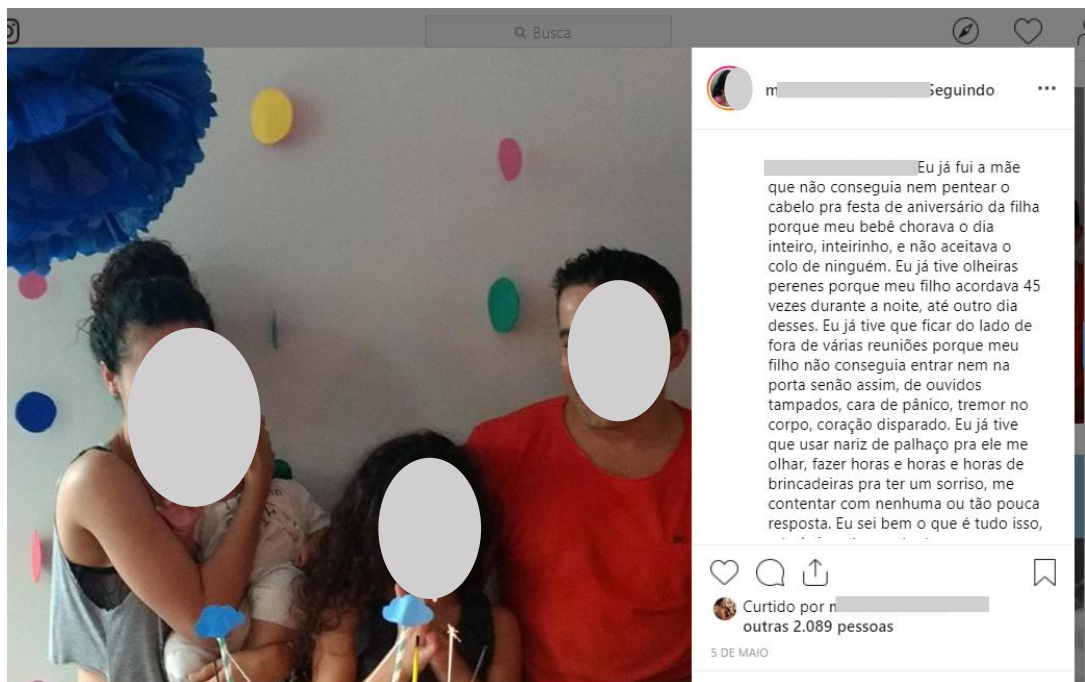 Busca
m
Seguindo
Eu já fui a mãe
que não conseguia nem pentear o
cabelo pra festa de aniversário da filha
porque meu bebê chorava o dia
inteiro, inteirinho, e não aceitava o
colo de ninguém. Eu já tive olheiras
perenes porque meu filho acordava 45
vezes durante a noite, até outro dia
desses. Eu já tive que ficar do lado de
fora de várias reuniões porque meu
filho não conseguia entrar nem na
porta senão assim, de ouvidos
tampados, cara de pânico, tremor no
corpo, coração disparado. Eu já tive
que usar nariz de palhaço pra ele me
olhar, fazer horas e horas e horas de
brincadeiras pra ter um sorriso, me
contentar com nenhuma ou tão pouca
resposta. Eu sei bem o que é tudo isso,
Curtido por
outras 2.089 pessoas
5 DE MAIO